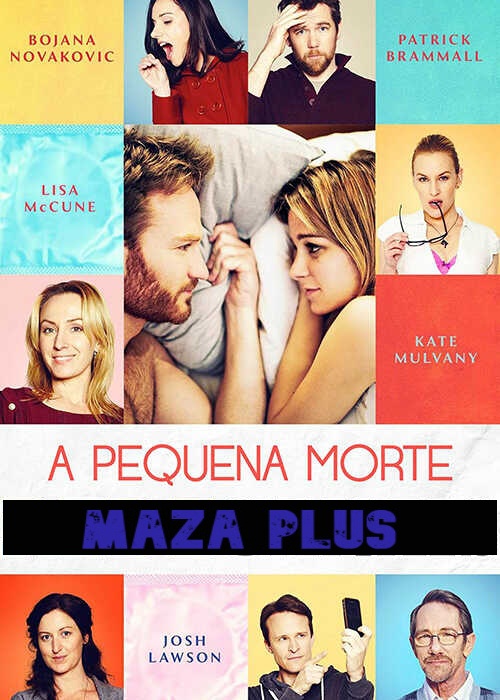 BOJANA
NOVAKOVIC
PATRICK
BRAMMALL
LISA
McCUNE
KATE
MULVANY
A PEQUENA MORTE
MAZA PLUS
JOSH
LAWSON